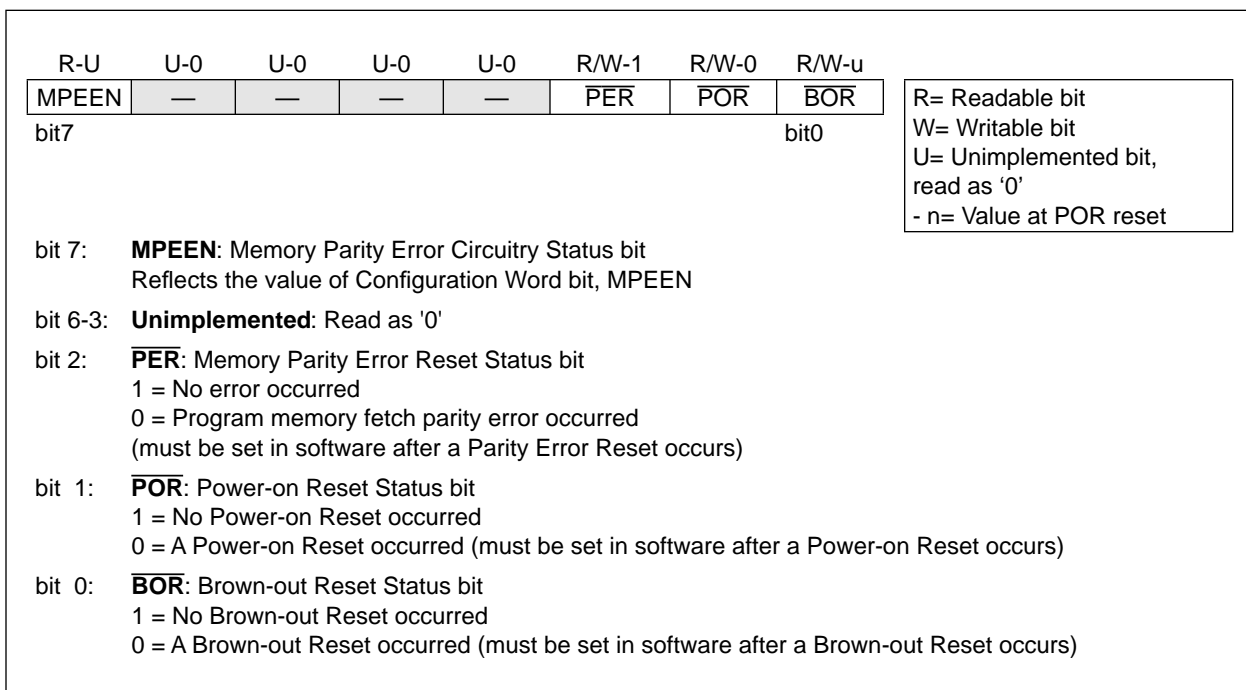 R-U U-0 U-0 U-0 U-0 R/W-1 R/W-0 R/W-u
MPEEN — — — — P̅E̅R̅ P̅O̅R̅ B̅O̅R̅
bit7 bit0
R= Readable bit
W= Writable bit
U= Unimplemented bit,
read as ‘0’
- n= Value at POR reset
bit 7: MPEEN: Memory Parity Error Circuitry Status bit
Reflects the value of Configuration Word bit, MPEEN
bit 6-3: Unimplemented: Read as '0'
bit 2: P̅E̅R̅: Memory Parity Error Reset Status bit
1 = No error occurred
0 = Program memory fetch parity error occurred
(must be set in software after a Parity Error Reset occurs)
bit 1: P̅O̅R̅: Power-on Reset Status bit
1 = No Power-on Reset occurred
0 = A Power-on Reset occurred (must be set in software after a Power-on Reset occurs)
bit 0: B̅O̅R̅: Brown-out Reset Status bit
1 = No Brown-out Reset occurred
0 = A Brown-out Reset occurred (must be set in software after a Brown-out Reset occurs)